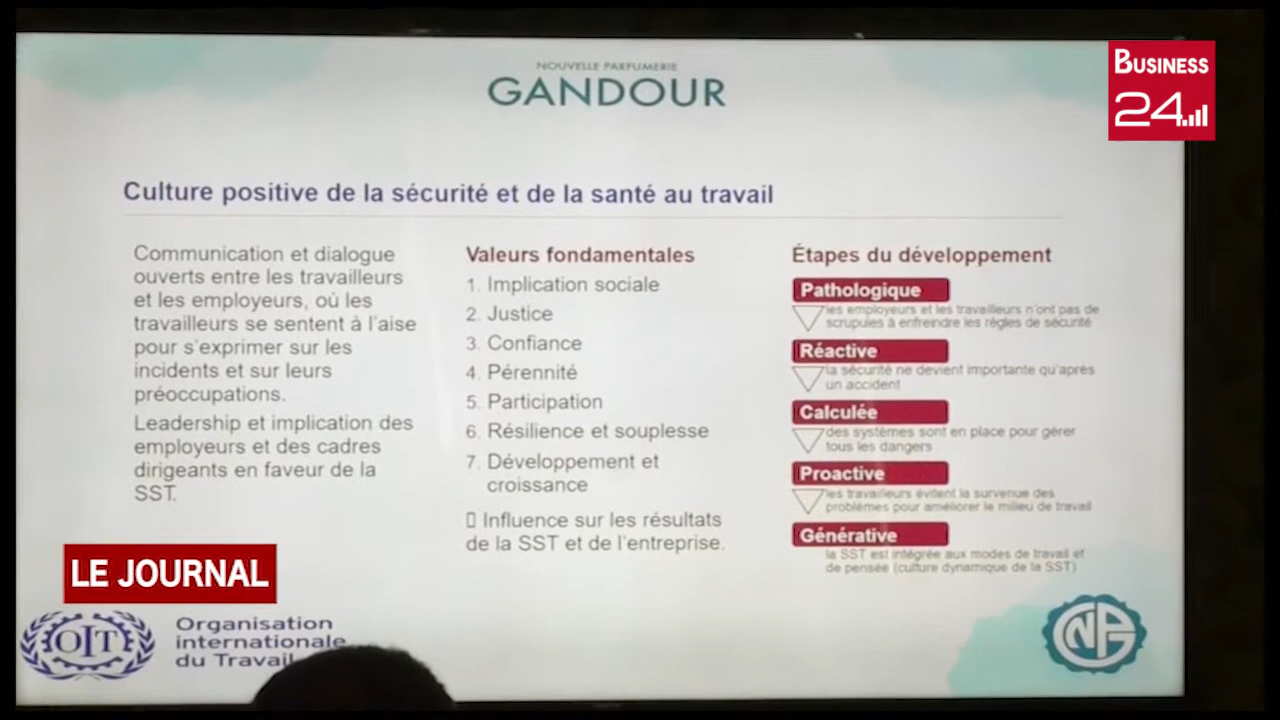 NOUVELLE PARFUMERIE
GANDOUR
BUSINESS
24
Culture positive de la sécurité et de la santé au travail
Communication et dialogue
ouverts entre les travailleurs
et les employeurs, où les
travailleurs se sentent à l'aise
pour s'exprimer sur les
incidents et sur leurs
préoccupations.
Leadership et implication des
employeurs et des cadres
dirigeants en faveur de la
SST.
Valeurs fondamentales
1. Implication sociale
2. Justice
3. Confiance
4. Pérennité
5. Participation
6. Résilience et souplesse
7. Développement et
croissance
▯ Influence sur les résultats
de la SST et de l'entreprise.
Étapes du développement
Pathologique
les employeurs et les travailleurs n'ont pas de
scrupules à enfreindre les règles de sécurité
Réactive
la sécurité ne devient importante qu'après
un accident
Calculée
des systèmes sont en place pour gérer
tous les dangers
Proactive
les travailleurs évitent la survenue des
problèmes pour améliorer le milieu de travail
Générative
la SST est intégrée aux modes de travail et
de pensée (culture dynamique de la SST)
LE JOURNAL
OIT
Organisation
internationale
du Travail
NPG